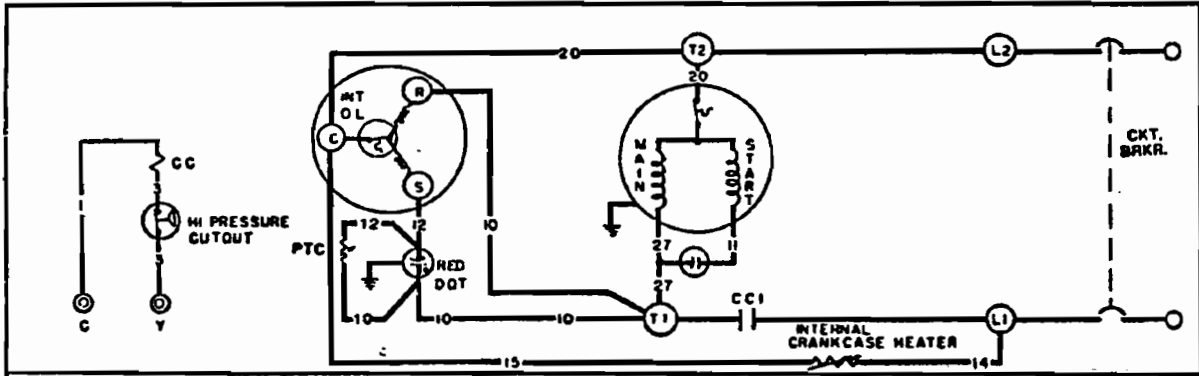 20
T2
L2
20
INT
OL
R
C
S
MAIN
START
CKT.
BRKR.
CC
1
3
HI PRESSURE
CUTOUT
3
C
Y
PTC
12
12
RED
DOT
10
10
10
10
27
11
27
T1
CC1
L1
INTERNAL
CRANKCASE HEATER
15
14